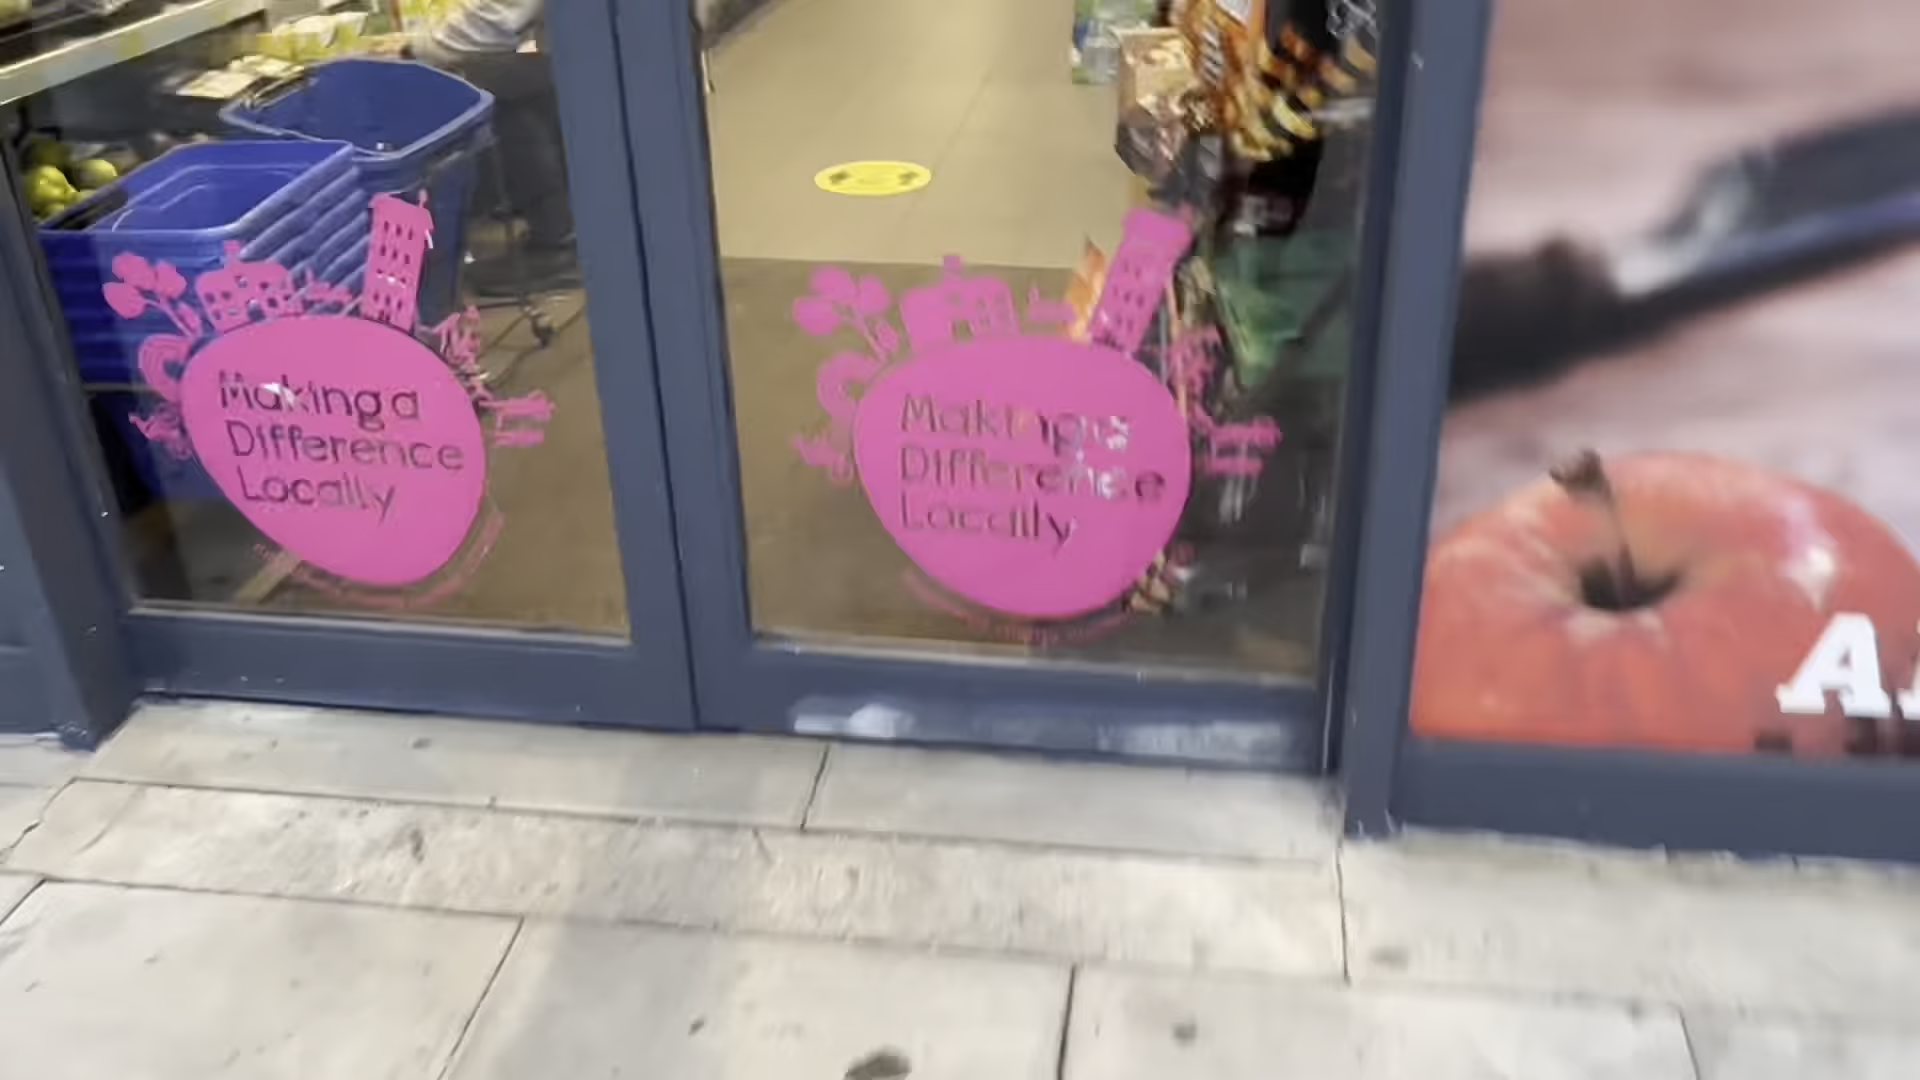 Making a
Difference
Locally
Making a
Difference
Locally